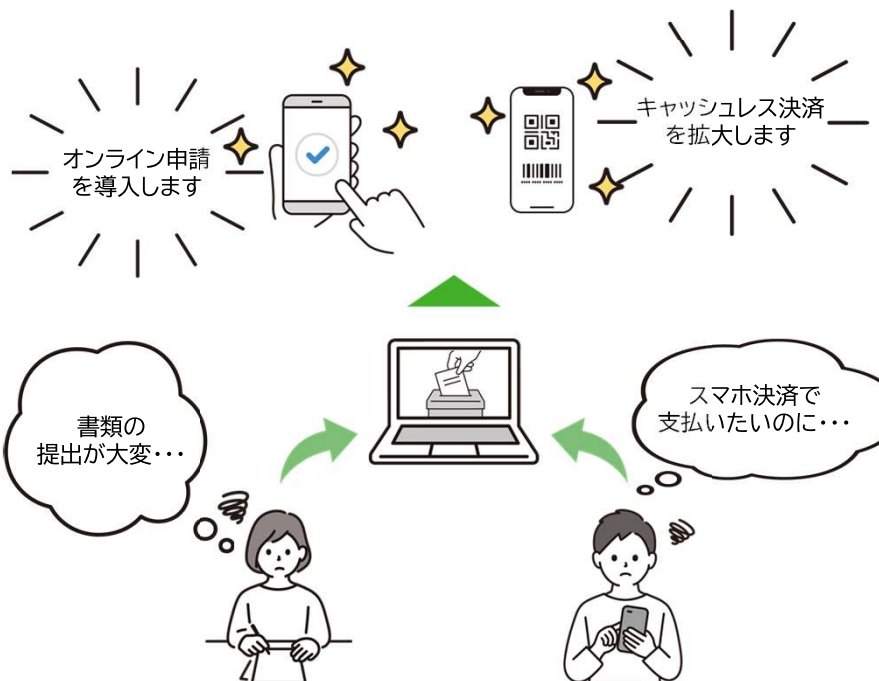 オンライン申請
を導入します
キャッシュレス決済
を拡大します
書類の
提出が大変・・・
スマホ決済で
支払いたいのに・・・